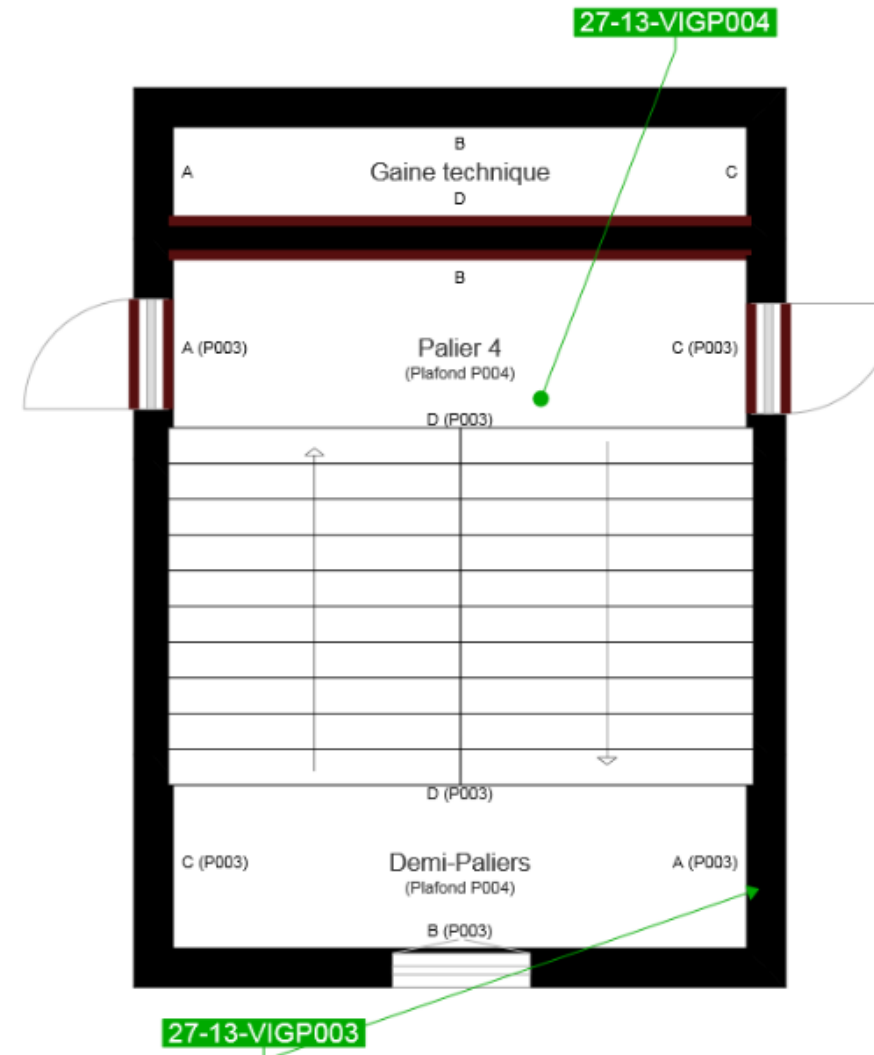 27-13-VIGP004
B
A Gaine technique C
D
B
A (P003) Palier 4 C (P003)
(Plafond P004)
D (P003)
D (P003)
C (P003) Demi-Paliers A (P003)
(Plafond P004)
B (P003)
27-13-VIGP003